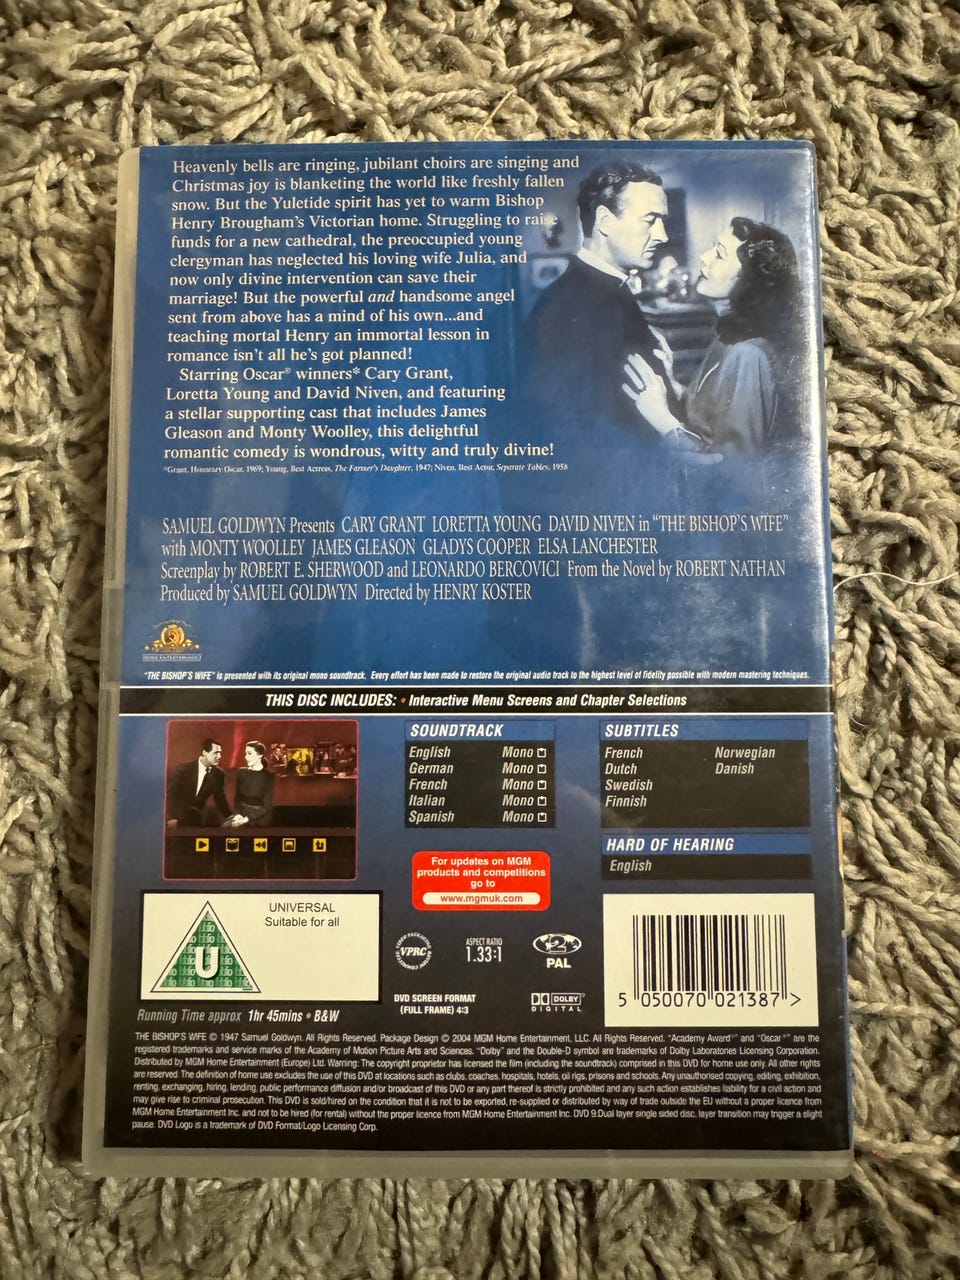 Heavenly bells are ringing, jubilant choirs are singing and
Christmas joy is blanketing the world like freshly fallen
snow. But the Yuletide spirit has yet to warm Bishop
Henry Brougham's Victorian home. Struggling to raise
funds for a new cathedral, the preoccupied young
clergyman has neglected his loving wife Julia, and
now only divine intervention can save their
marriage! But the powerful and handsome angel
sent from above has a mind of his own...and
teaching mortal Henry an immortal lesson in
romance isn't all he's got planned!
Starring Oscar® winners* Cary Grant,
Loretta Young and David Niven, and featuring
a stellar supporting cast that includes James
Gleason and Monty Woolley, this delightful
romantic comedy is wondrous, witty and truly divine!
*Grant, Honorary Oscar, 1969; Young, Best Actress, The Farmer's Daughter, 1947; Niven, Best Actor, Separate Tables, 1958
SAMUEL GOLDWYN Presents CARY GRANT LORETTA YOUNG DAVID NIVEN in "THE BISHOP'S WIFE"
with MONTY WOOLLEY JAMES GLEASON GLADYS COOPER ELSA LANCHESTER
Screenplay by ROBERT E. SHERWOOD and LEONARDO BERCOVICI From the Novel by ROBERT NATHAN
Produced by SAMUEL GOLDWYN Directed by HENRY KOSTER
HOME ENTERTAINMENT
"THE BISHOP'S WIFE" is presented with its original mono soundtrack. Every effort has been made to restore the original audio track to the highest level of fidelity possible with modern mastering techniques.
THIS DISC INCLUDES: • Interactive Menu Screens and Chapter Selections
SOUNDTRACK
English Mono
German Mono
French Mono
Italian Mono
Spanish Mono
SUBTITLES
French Norwegian
Dutch Danish
Swedish
Finnish
HARD OF HEARING
English
For updates on MGM
products and competitions
go to
www.mgmuk.com
UNIVERSAL
Suitable for all
U
VPRC
ASPECT RATIO
1.33:1
2
PAL
DVD SCREEN FORMAT
(FULL FRAME) 4:3
DOLBY
DIGITAL
5 050070 021387 >
Running Time approx 1hr 45mins • B&W
THE BISHOP'S WIFE © 1947 Samuel Goldwyn. All Rights Reserved. Package Design © 2004 MGM Home Entertainment, LLC. All Rights Reserved. "Academy Award®" and "Oscar®" are the
registered trademarks and service marks of the Academy of Motion Picture Arts and Sciences. "Dolby" and the Double-D symbol are trademarks of Dolby Laboratories Licensing Corporation.
Distributed by MGM Home Entertainment (Europe) Ltd. Warning: The copyright proprietor has licensed the film (including the soundtrack) comprised in this DVD for home use only. All other rights
are reserved. The definition of home use excludes the use of this DVD at locations such as clubs, coaches, hospitals, hotels, oil rigs, prisons and schools. Any unauthorised copying, editing, exhibition,
renting, exchanging, hiring, lending, public performance diffusion and/or broadcast of this DVD or any part thereof is strictly prohibited and any such action establishes liability for a civil action and
may give rise to criminal prosecution. This DVD is sold/hired on the condition that it is not to be exported, re-supplied or distributed by way of trade outside the EU without a proper licence from
MGM Home Entertainment Inc. and not to be hired (for rental) without the proper licence from MGM Home Entertainment Inc. DVD 9:Dual layer single sided disc. layer transition may trigger a slight
pause. DVD Logo is a trademark of DVD Format/Logo Licensing Corp.